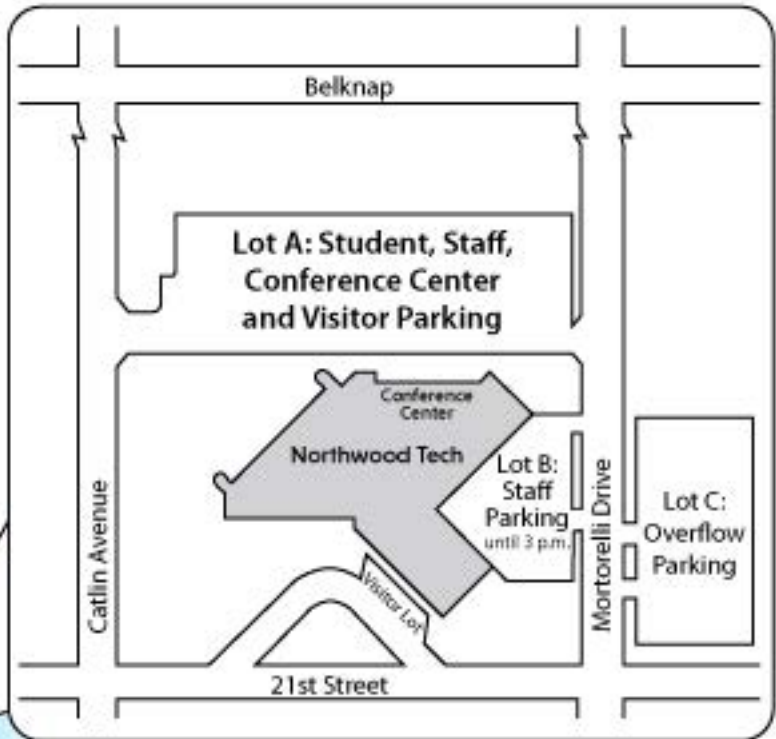 Belknap
Lot A: Student, Staff,
Conference Center
and Visitor Parking
Conference
Center
Northwood Tech
Lot B:
Staff
Parking
until 3 p.m.
Lot C:
Overflow
Parking
Catlin Avenue
Mortorelli Drive
Visitor Lot
21st Street